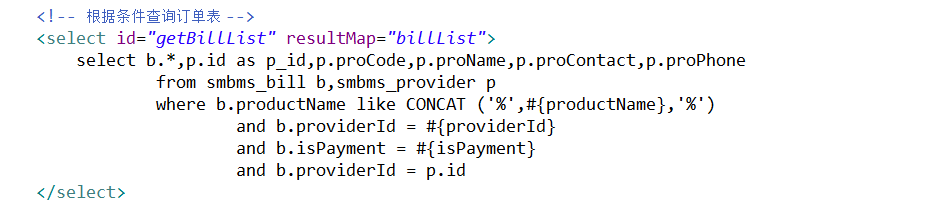 <!-- 根据条件查询订单表 -->
<select id="getBillList" resultMap="billList">
select b.*,p.id as p_id,p.proCode,p.proName,p.proContact,p.proPhone
from smbms_bill b,smbms_provider p
where b.productName like CONCAT ('%',#{productName},'%')
and b.providerId = #{providerId}
and b.isPayment = #{isPayment}
and b.providerId = p.id
</select>